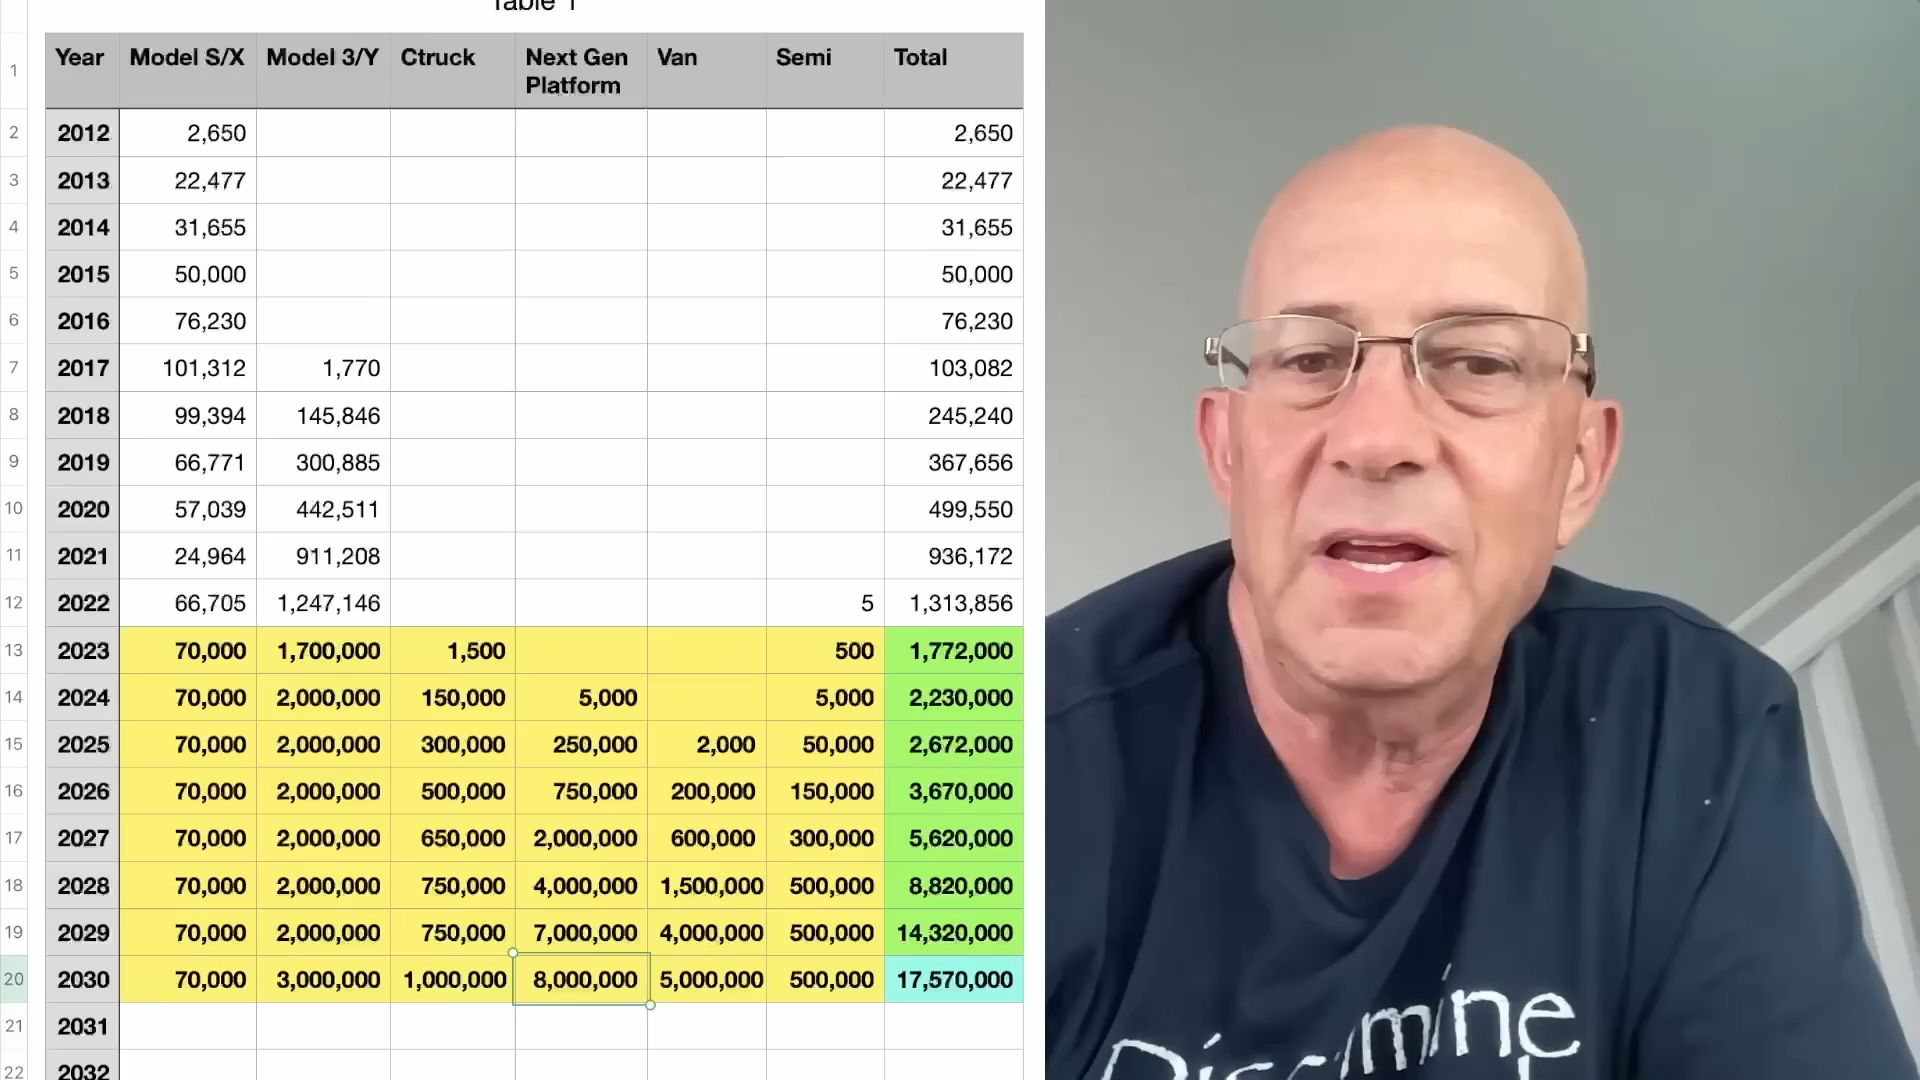 Table 1
1 Year Model S/X Model 3/Y Ctruck Next Gen Platform Van Semi Total
2 2012 2,650 2,650
3 2013 22,477 22,477
4 2014 31,655 31,655
5 2015 50,000 50,000
6 2016 76,230 76,230
7 2017 101,312 1,770 103,082
8 2018 99,394 145,846 245,240
9 2019 66,771 300,885 367,656
10 2020 57,039 442,511 499,550
11 2021 24,964 911,208 936,172
12 2022 66,705 1,247,146 5 1,313,856
13 2023 70,000 1,700,000 1,500 500 1,772,000
14 2024 70,000 2,000,000 150,000 5,000 5,000 2,230,000
15 2025 70,000 2,000,000 300,000 250,000 2,000 50,000 2,672,000
16 2026 70,000 2,000,000 500,000 750,000 200,000 150,000 3,670,000
17 2027 70,000 2,000,000 650,000 2,000,000 600,000 300,000 5,620,000
18 2028 70,000 2,000,000 750,000 4,000,000 1,500,000 500,000 8,820,000
19 2029 70,000 2,000,000 750,000 7,000,000 4,000,000 500,000 14,320,000
20 2030 70,000 3,000,000 1,000,000 8,000,000 5,000,000 500,000 17,570,000
21 2031
22 2032